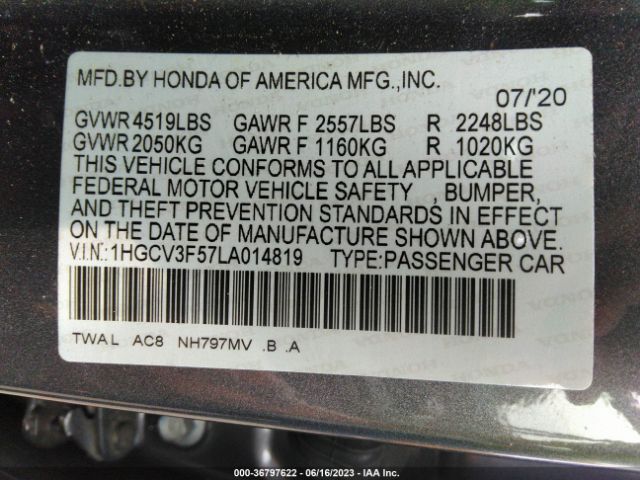 MFD.BY HONDA OF AMERICA MFG.,INC.
07/'20
GVWR 4519LBS GAWR F 2557LBS R 2248LBS
GVWR 2050KG GAWR F 1160KG R 1020KG
THIS VEHICLE CONFORMS TO ALL APPLICABLE
FEDERAL MOTOR VEHICLE SAFETY , BUMPER,
AND THEFT PREVENTION STANDARDS IN EFFECT
ON THE DATE OF MANUFACTURE SHOWN ABOVE.
V.I.N.:1HGCV3F57LA014819 TYPE:PASSENGER CAR
TWAL AC8 NH797MV .B .A
000-36797622 - 06/16/2023 - IAA Inc.